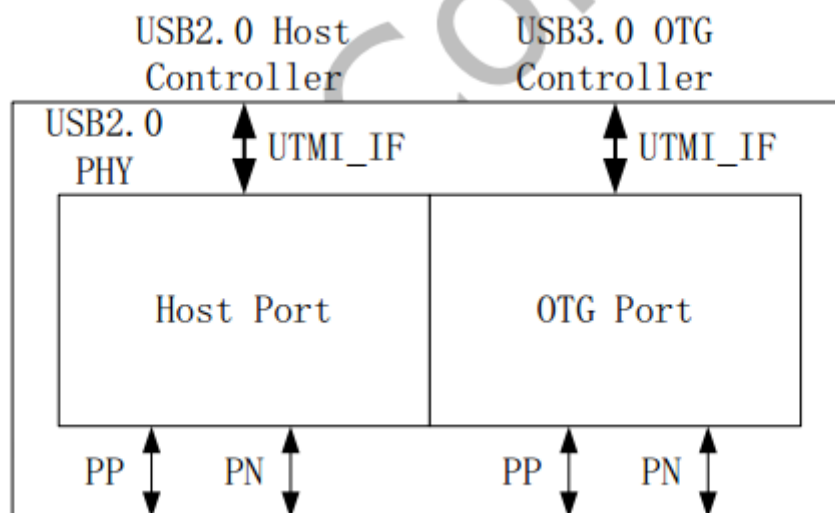 USB2.0 Host
Controller
USB3.0 OTG
Controller
USB2.0
PHY
UTMI_IF
UTMI_IF
Host Port
OTG Port
PP
PN
PP
PN